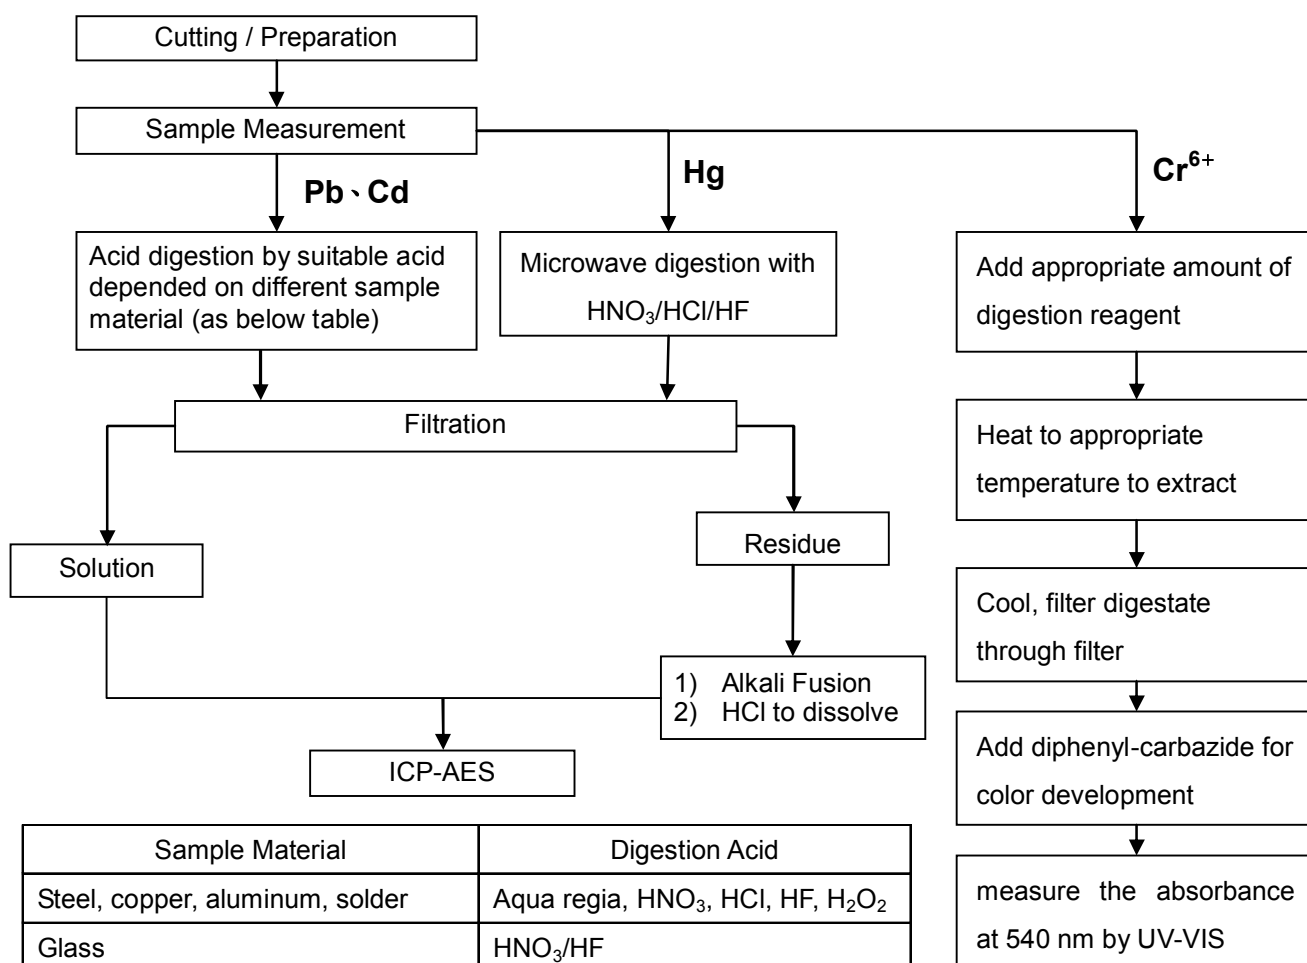 Cutting / Preparation
Sample Measurement
Pb、Cd
Hg
Cr⁶⁺
Acid digestion by suitable acid
depended on different sample
material (as below table)
Microwave digestion with
HNO₃/HCl/HF
Add appropriate amount of
digestion reagent
Filtration
Heat to appropriate
temperature to extract
Solution
Residue
Cool, filter digestate
through filter
1) Alkali Fusion
2) HCl to dissolve
ICP-AES
Add diphenyl-carbazide for
color development
measure the absorbance
at 540 nm by UV-VIS
Sample Material Digestion Acid
Steel, copper, aluminum, solder Aqua regia, HNO₃, HCl, HF, H₂O₂
Glass HNO₃/HF